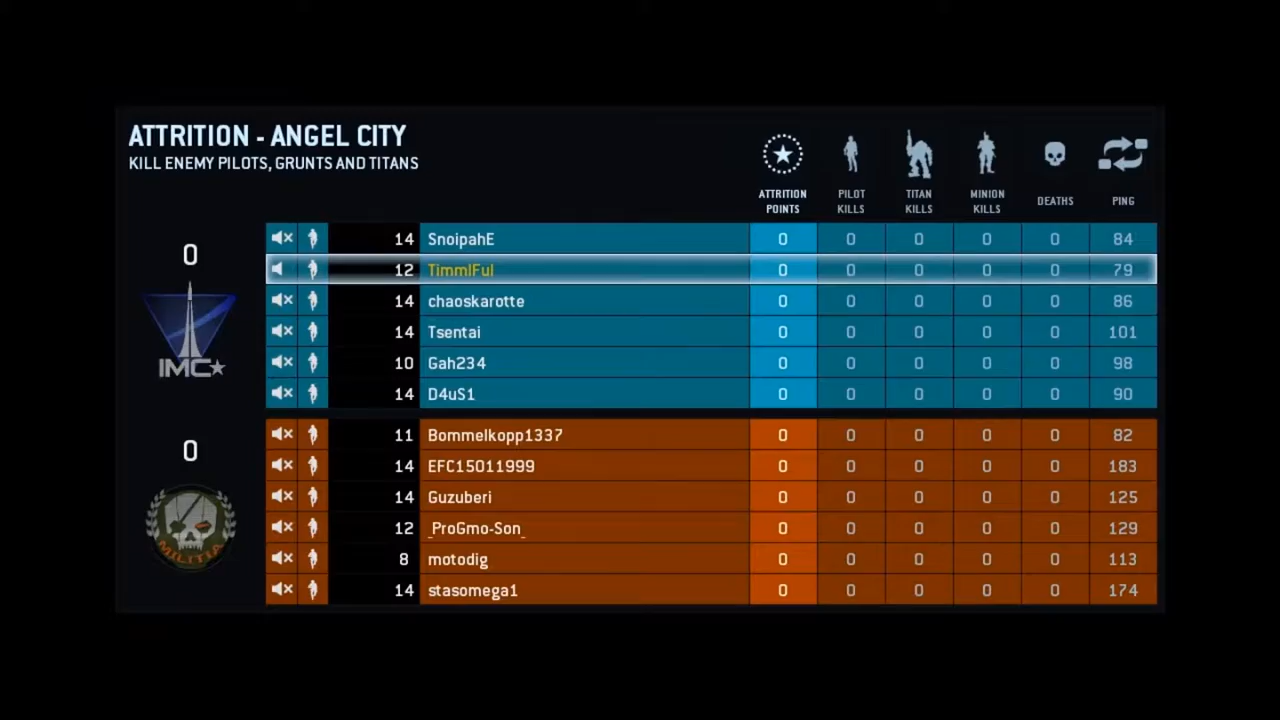 ATTRITION - ANGEL CITY
KILL ENEMY PILOTS, GRUNTS AND TITANS
ATTRITION POINTS PILOT KILLS TITAN KILLS MINION KILLS DEATHS PING
0
IMC
14 SnoipahE 0 0 0 0 0 84
12 TimmIFul 0 0 0 0 0 79
14 chaoskarotte 0 0 0 0 0 86
14 Tsentai 0 0 0 0 0 101
10 Gah234 0 0 0 0 0 98
14 D4uS1 0 0 0 0 0 90
0
MILITIA
11 Bommelkopp1337 0 0 0 0 0 82
14 EFC15011999 0 0 0 0 0 183
14 Guzuberi 0 0 0 0 0 125
12 _ProGmo-Son_ 0 0 0 0 0 129
8 motodig 0 0 0 0 0 113
14 stasomega1 0 0 0 0 0 174